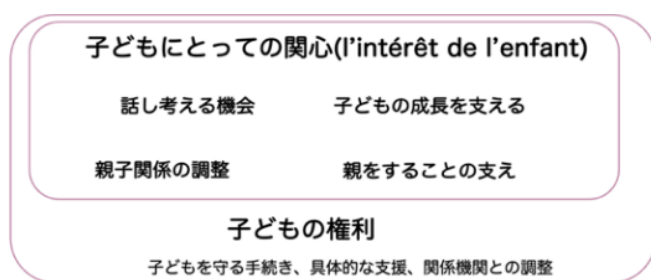 子どもにとっての関心(l'intérêt de l'enfant)
話し考える機会 子どもの成長を支える
親子関係の調整 親をすることの支え
子どもの権利
子どもを守る手続き、具体的な支援、関係機関との調整